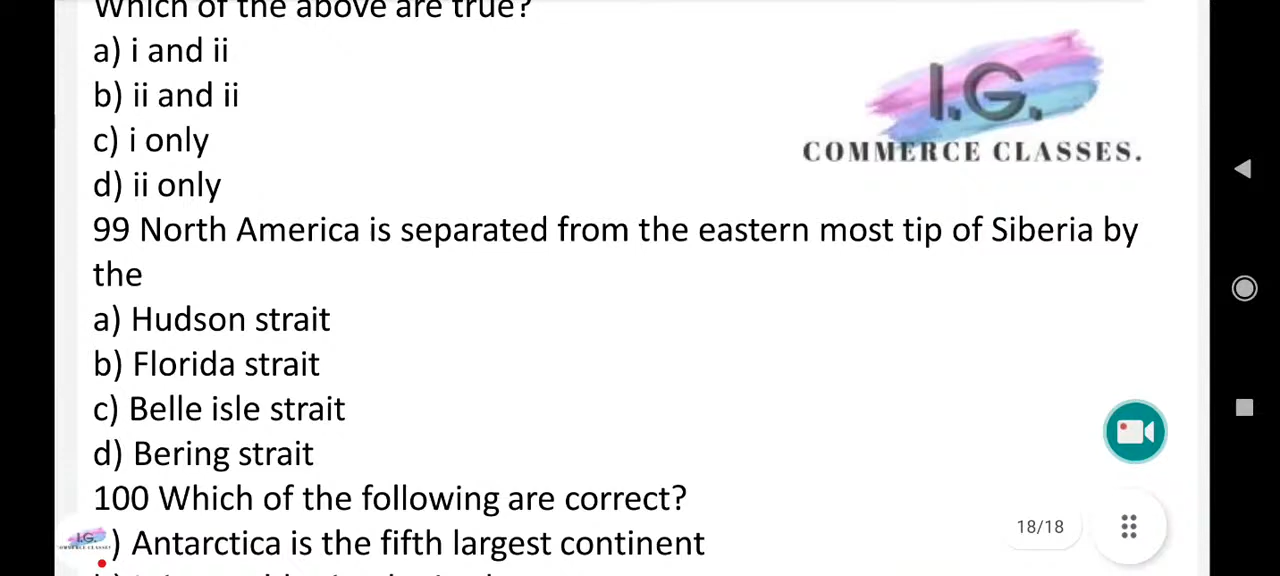 Which of the above are true?
a) i and ii
b) ii and ii
c) i only
d) ii only
I.G.
COMMERCE CLASSES.
99 North America is separated from the eastern most tip of Siberia by
the
a) Hudson strait
b) Florida strait
c) Belle isle strait
d) Bering strait
100 Which of the following are correct?
18/18
I.G.
COMMERCE CLASSES
) Antarctica is the fifth largest continent